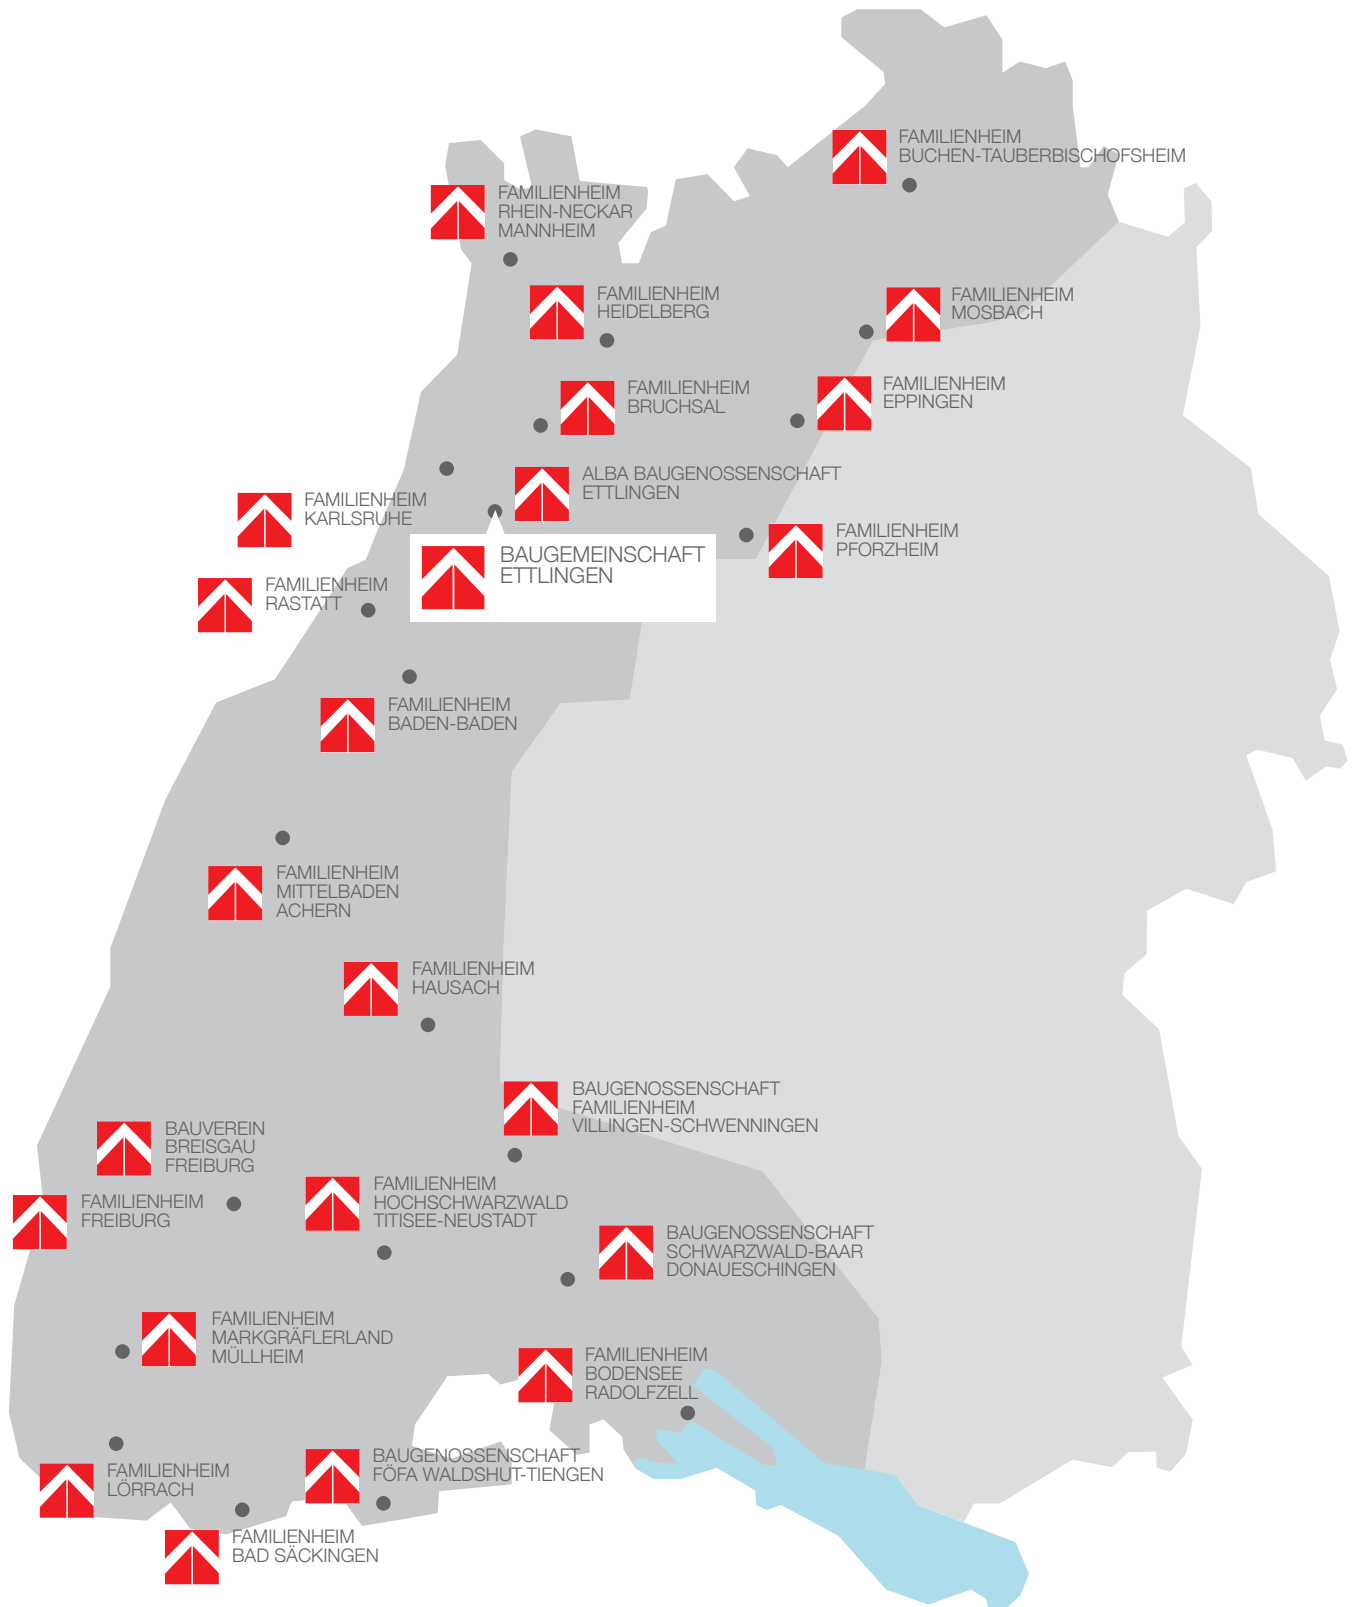 FAMILIENHEIM
BUCHEN-TAUBERBISCHOFSHEIM
FAMILIENHEIM
RHEIN-NECKAR
MANNHEIM
FAMILIENHEIM
HEIDELBERG
FAMILIENHEIM
MOSBACH
FAMILIENHEIM
BRUCHSAL
FAMILIENHEIM
EPPINGEN
ALBA BAUGENOSSENSCHAFT
ETTLINGEN
FAMILIENHEIM
KARLSRUHE
FAMILIENHEIM
PFORZHEIM
BAUGEMEINSCHAFT
ETTLINGEN
FAMILIENHEIM
RASTATT
FAMILIENHEIM
BADEN-BADEN
FAMILIENHEIM
MITTELBADEN
ACHERN
FAMILIENHEIM
HAUSACH
BAUGENOSSENSCHAFT
FAMILIENHEIM
VILLINGEN-SCHWENNINGEN
BAUVEREIN
BREISGAU
FREIBURG
FAMILIENHEIM
HOCHSCHWARZWALD
TITISEE-NEUSTADT
FAMILIENHEIM
FREIBURG
BAUGENOSSENSCHAFT
SCHWARZWALD-BAAR
DONAUESCHINGEN
FAMILIENHEIM
MARKGRÄFLERLAND
MÜLLHEIM
FAMILIENHEIM
BODENSEE
RADOLFZELL
BAUGENOSSENSCHAFT
FÖFA WALDSHUT-TIENGEN
FAMILIENHEIM
LÖRRACH
FAMILIENHEIM
BAD SÄCKINGEN